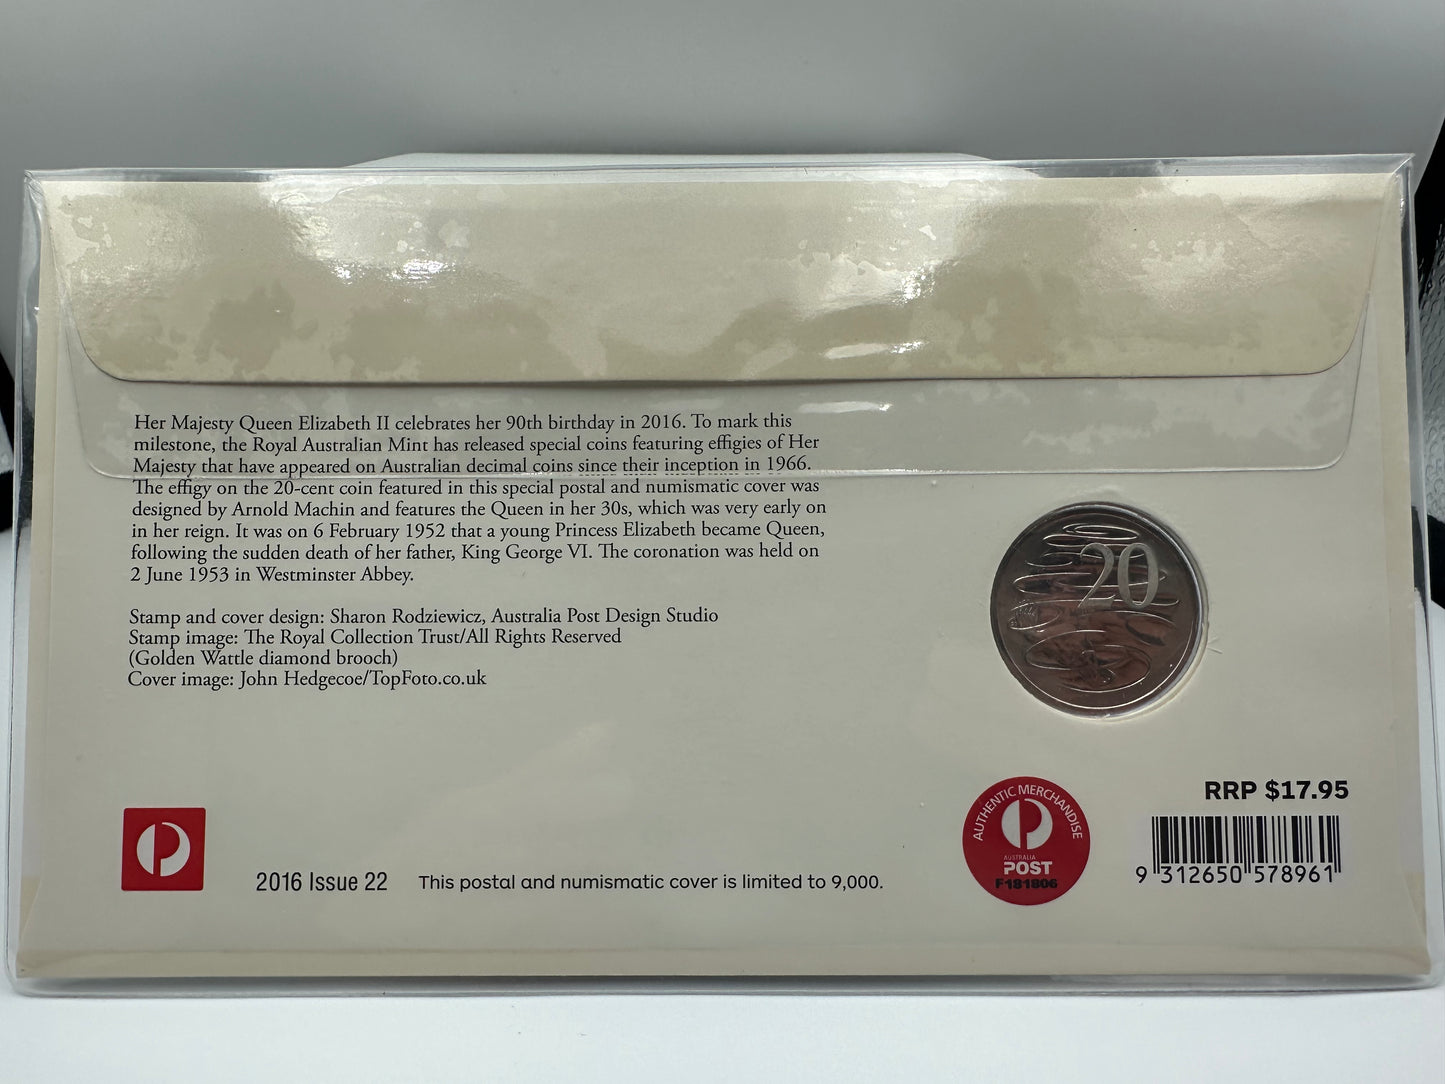 Her Majesty Queen Elizabeth II celebrates her 90th birthday in 2016. To mark this
milestone, the Royal Australian Mint has released special coins featuring effigies of Her
Majesty that have appeared on Australian decimal coins since their inception in 1966.
The effigy on the 20-cent coin featured in this special postal and numismatic cover was
designed by Arnold Machin and features the Queen in her 30s, which was very early on
in her reign. It was on 6 February 1952 that a young Princess Elizabeth became Queen,
following the sudden death of her father, King George VI. The coronation was held on
2 June 1953 in Westminster Abbey.
Stamp and cover design: Sharon Rodziewicz, Australia Post Design Studio
Stamp image: The Royal Collection Trust/All Rights Reserved
(Golden Wattle diamond brooch)
Cover image: John Hedgecoe/TopFoto.co.uk
20
2016 Issue 22
This postal and numismatic cover is limited to 9,000.
AUTHENTIC MERCHANDISE
AUSTRALIA
POST
F181806
RRP $17.95
9 312650 578961